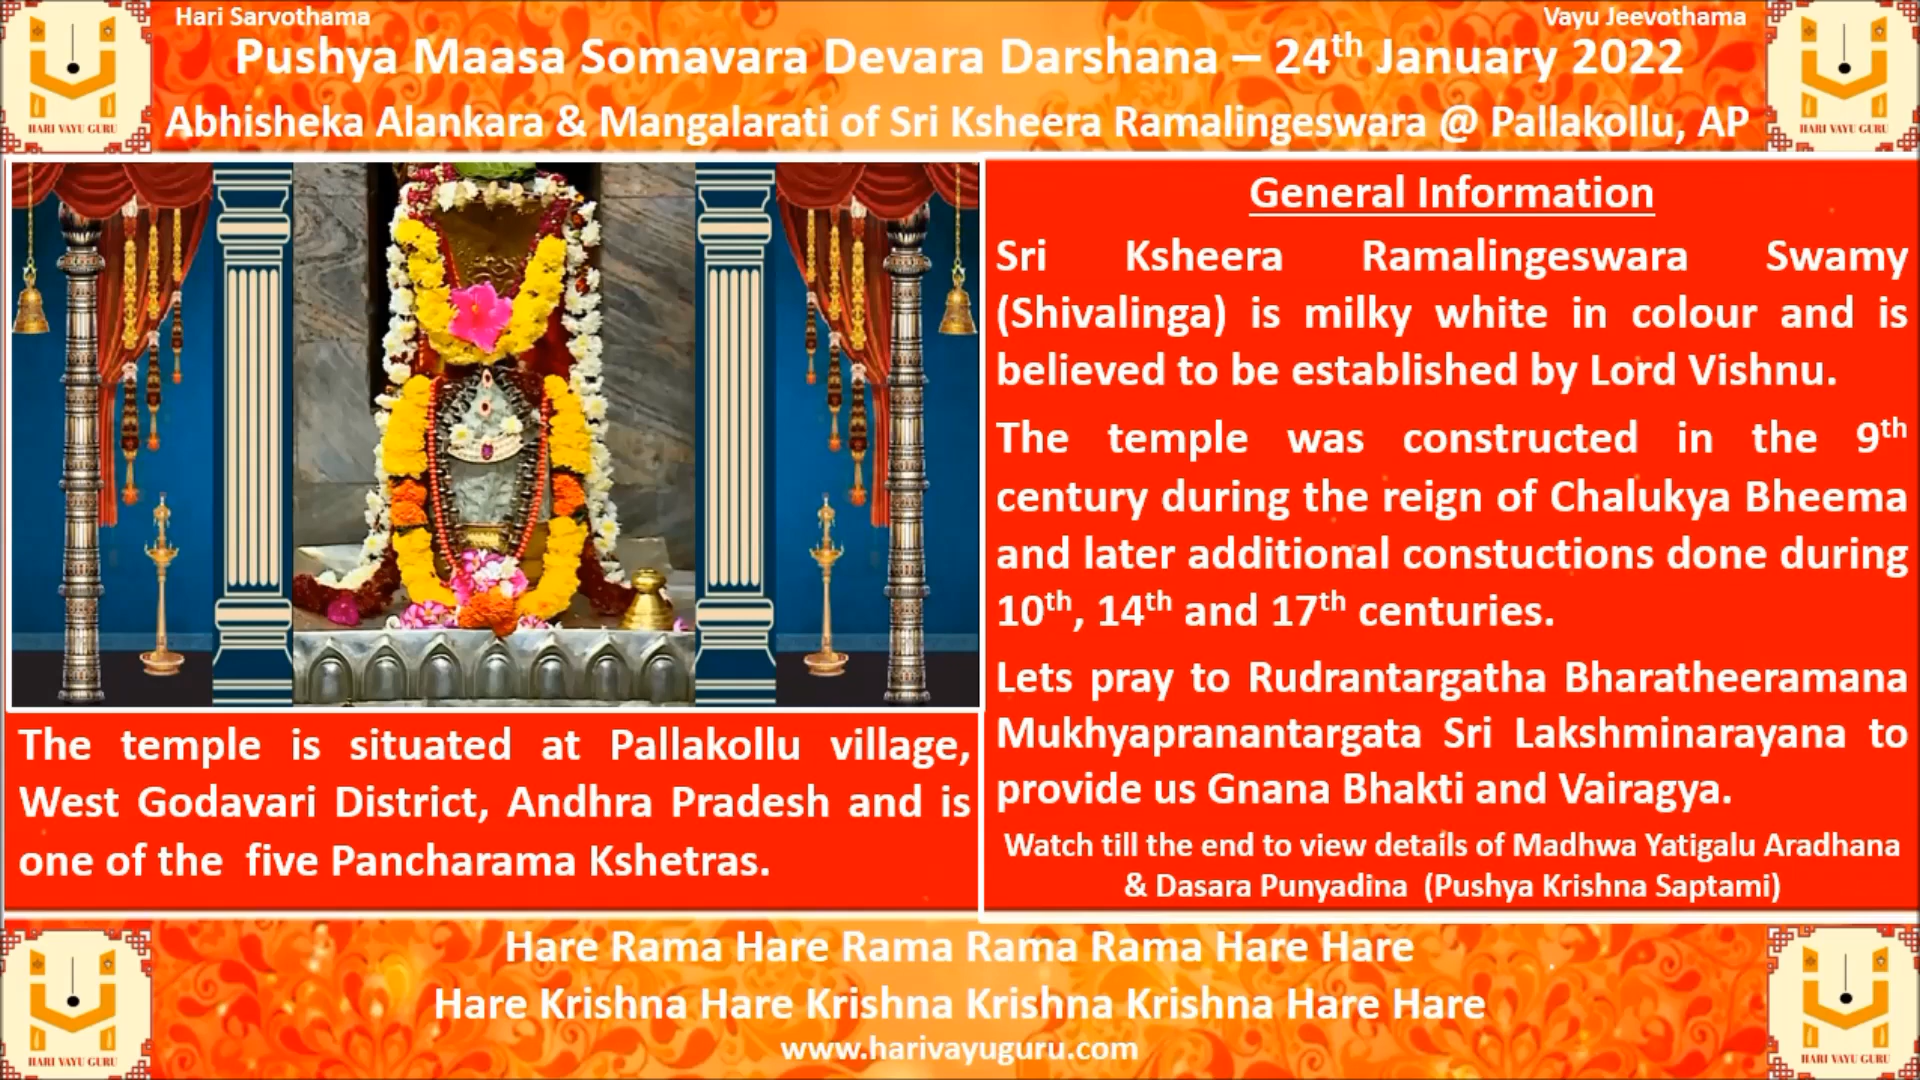 Hari Sarvothama
Vayu Jeevothama
Pushya Maasa Somavara Devara Darshana – 24th January 2022
Abhisheka Alankara & Mangalarati of Sri Ksheera Ramalingeswara @ Pallakollu, AP
HARI VAYU GURU
HARI VAYU GURU
The temple is situated at Pallakollu village,
West Godavari District, Andhra Pradesh and is
one of the five Pancharama Kshetras.
General Information
Sri Ksheera Ramalingeswara Swamy
(Shivalinga) is milky white in colour and is
believed to be established by Lord Vishnu.
The temple was constructed in the 9th
century during the reign of Chalukya Bheema
and later additional constuctions done during
10th, 14th and 17th centuries.
Lets pray to Rudrantargatha Bharatheeramana
Mukhyapranantargata Sri Lakshminarayana to
provide us Gnana Bhakti and Vairagya.
Watch till the end to view details of Madhwa Yatigalu Aradhana
& Dasara Punyadina (Pushya Krishna Saptami)
Hare Rama Hare Rama Rama Rama Hare Hare
Hare Krishna Hare Krishna Krishna Krishna Hare Hare
www.harivayuguru.com
HARI VAYU GURU
HARI VAYU GURU